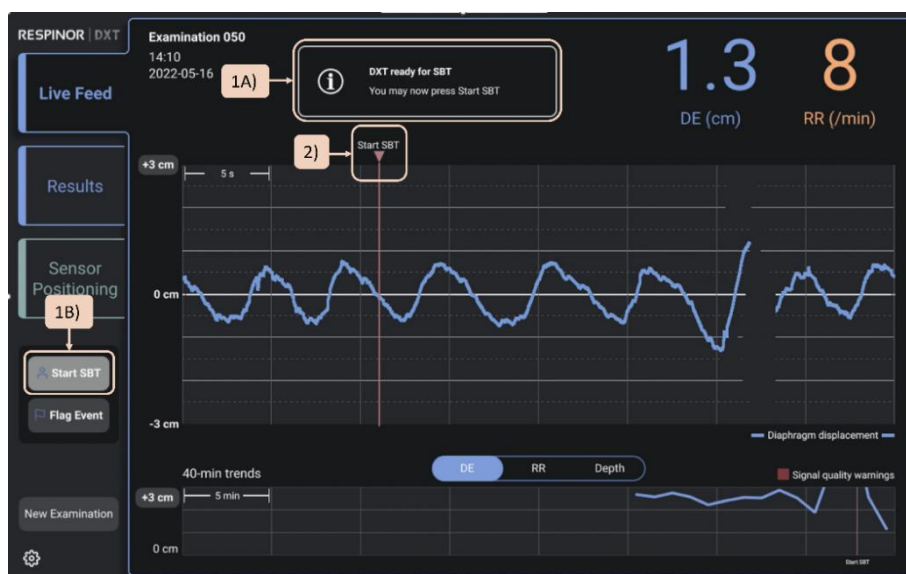 RESPINOR | DXT
Live Feed
Results
Sensor
Positioning
1B)
Start SBT
Flag Event
New Examination
Examination 050
14:10
2022-05-16
1A)
DXT ready for SBT
You may now press Start SBT
1.3
DE (cm)
8
RR (/min)
2)
Start SBT
+3 cm
5 s
0 cm
-3 cm
Diaphragm displacement
40-min trends
DE
RR
Depth
Signal quality warnings
+3 cm
5 min
0 cm
Start SBT